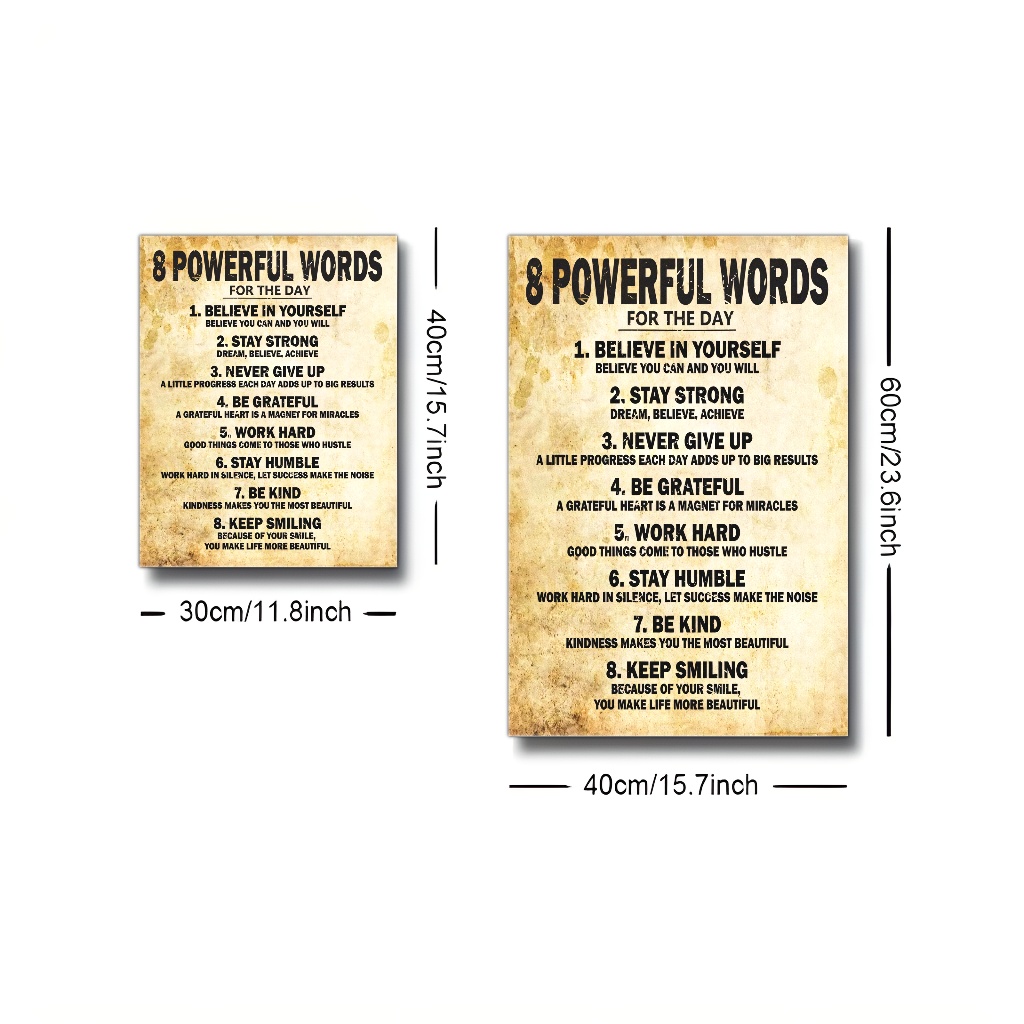 8 POWERFUL WORDS
FOR THE DAY
1. BELIEVE IN YOURSELF
BELIEVE YOU CAN AND YOU WILL
2. STAY STRONG
DREAM, BELIEVE, ACHIEVE
3. NEVER GIVE UP
A LITTLE PROGRESS EACH DAY ADDS UP TO BIG RESULTS
4. BE GRATEFUL
A GRATEFUL HEART IS A MAGNET FOR MIRACLES
5. WORK HARD
GOOD THINGS COME TO THOSE WHO HUSTLE
6. STAY HUMBLE
WORK HARD IN SILENCE, LET SUCCESS MAKE THE NOISE
7. BE KIND
KINDNESS MAKES YOU THE MOST BEAUTIFUL
8. KEEP SMILING
BECAUSE OF YOUR SMILE,
YOU MAKE LIFE MORE BEAUTIFUL
40cm/15.7inch
30cm/11.8inch
8 POWERFUL WORDS
FOR THE DAY
1. BELIEVE IN YOURSELF
BELIEVE YOU CAN AND YOU WILL
2. STAY STRONG
DREAM, BELIEVE, ACHIEVE
3. NEVER GIVE UP
A LITTLE PROGRESS EACH DAY ADDS UP TO BIG RESULTS
4. BE GRATEFUL
A GRATEFUL HEART IS A MAGNET FOR MIRACLES
5. WORK HARD
GOOD THINGS COME TO THOSE WHO HUSTLE
6. STAY HUMBLE
WORK HARD IN SILENCE, LET SUCCESS MAKE THE NOISE
7. BE KIND
KINDNESS MAKES YOU THE MOST BEAUTIFUL
8. KEEP SMILING
BECAUSE OF YOUR SMILE,
YOU MAKE LIFE MORE BEAUTIFUL
60cm/23.6inch
40cm/15.7inch